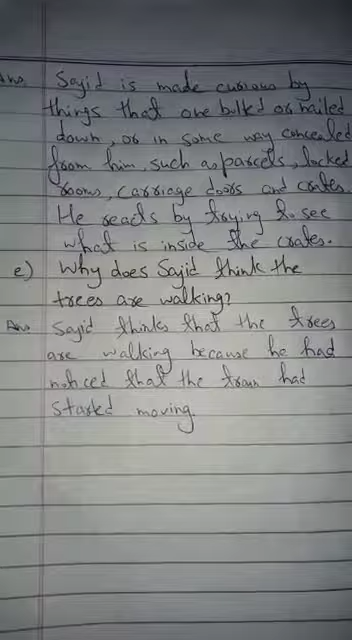 Ans. Sajid is made curious by
things that are bolted or nailed
down, or in some way concealed
from him, such as parcels, locked
rooms, carriage doors and crates.
He reacts by trying to see
what is inside the crates.
e) Why does Sajid think the
trees are walking?
Ans. Sajid thinks that the trees
are walking because he had
noticed that the train had
started moving.